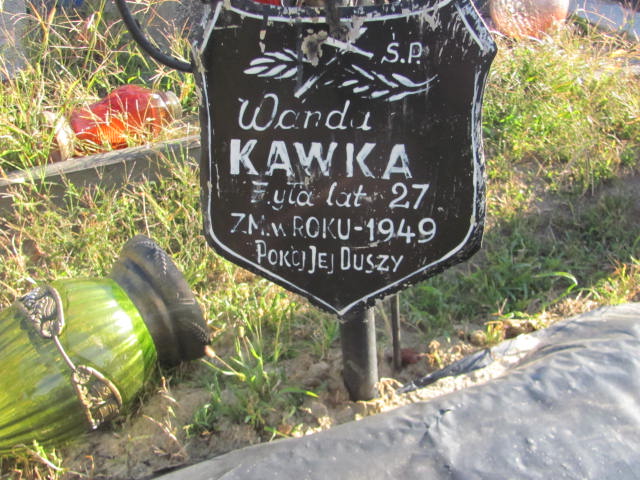 Ś.P.
Wanda
KAWKA
Żyła lat 27
ZM. w ROKU-1949
POKÓJ JEJ DUSZY